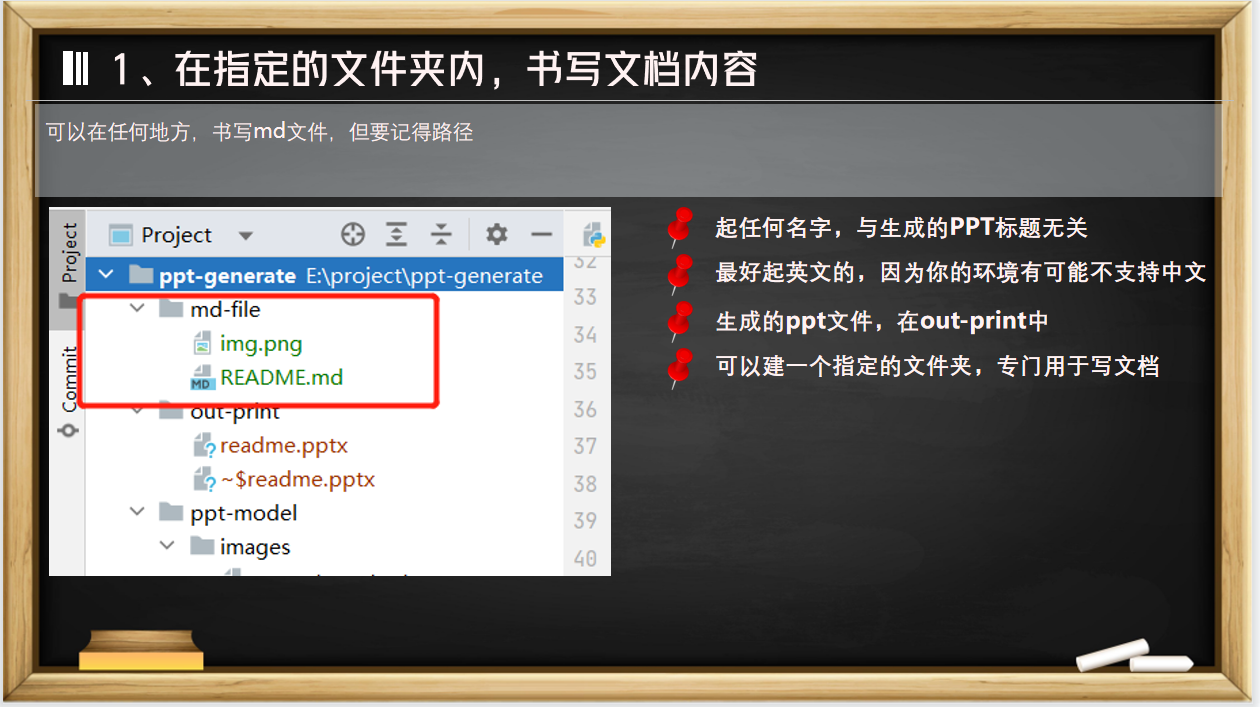 1、在指定的文件夹内，书写文档内容
可以在任何地方，书写md文件，但要记得路径
Project
Project
Commit
ppt-generate E:\project\ppt-generate
md-file
img.png
MD README.md
out-print
readme.pptx
~$readme.pptx
ppt-model
images
32
33
34
35
36
37
38
39
40
起任何名字，与生成的PPT标题无关
最好起英文的，因为你的环境有可能不支持中文
生成的ppt文件，在out-print中
可以建一个指定的文件夹，专门用于写文档